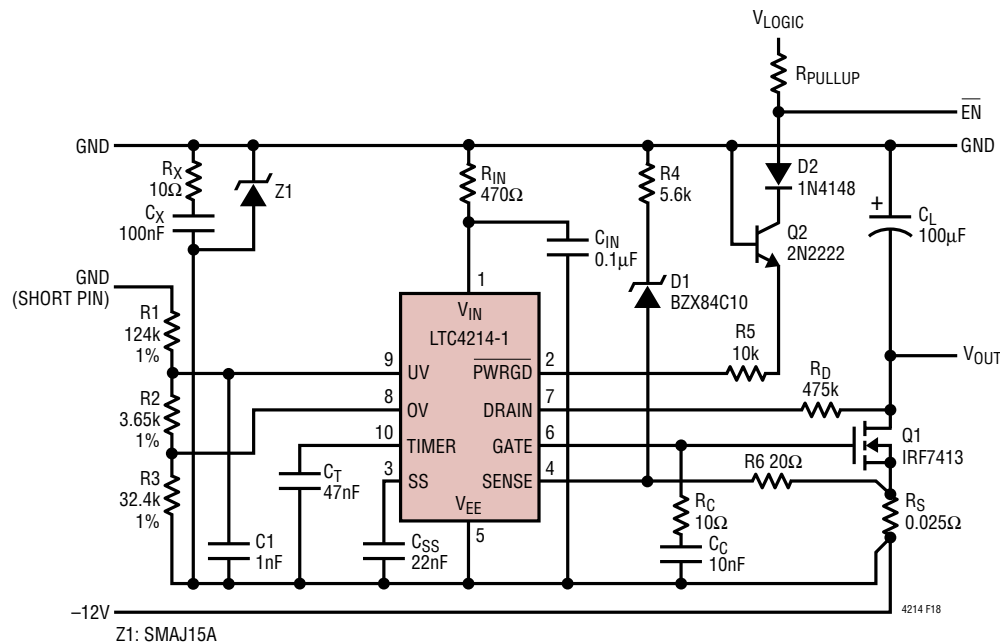 VLOGIC
RPULLUP
EN
GND
GND
RX
10Ω
CX
100nF
Z1
RIN
470Ω
CIN
0.1µF
R4
5.6k
D2
1N4148
Q2
2N2222
+
CL
100µF
GND
(SHORT PIN)
R1
124k
1%
R2
3.65k
1%
R3
32.4k
1%
1
VIN
LTC4214-1
9
UV
8
OV
10
TIMER
3
SS
VEE
5
PWRGD
2
DRAIN
7
GATE
6
SENSE
4
D1
BZX84C10
R5
10k
RD
475k
VOUT
Q1
IRF7413
R6 20Ω
RS
0.025Ω
RC
10Ω
CC
10nF
CT
47nF
CSS
22nF
C1
1nF
–12V
4214 F18
Z1: SMAJ15A